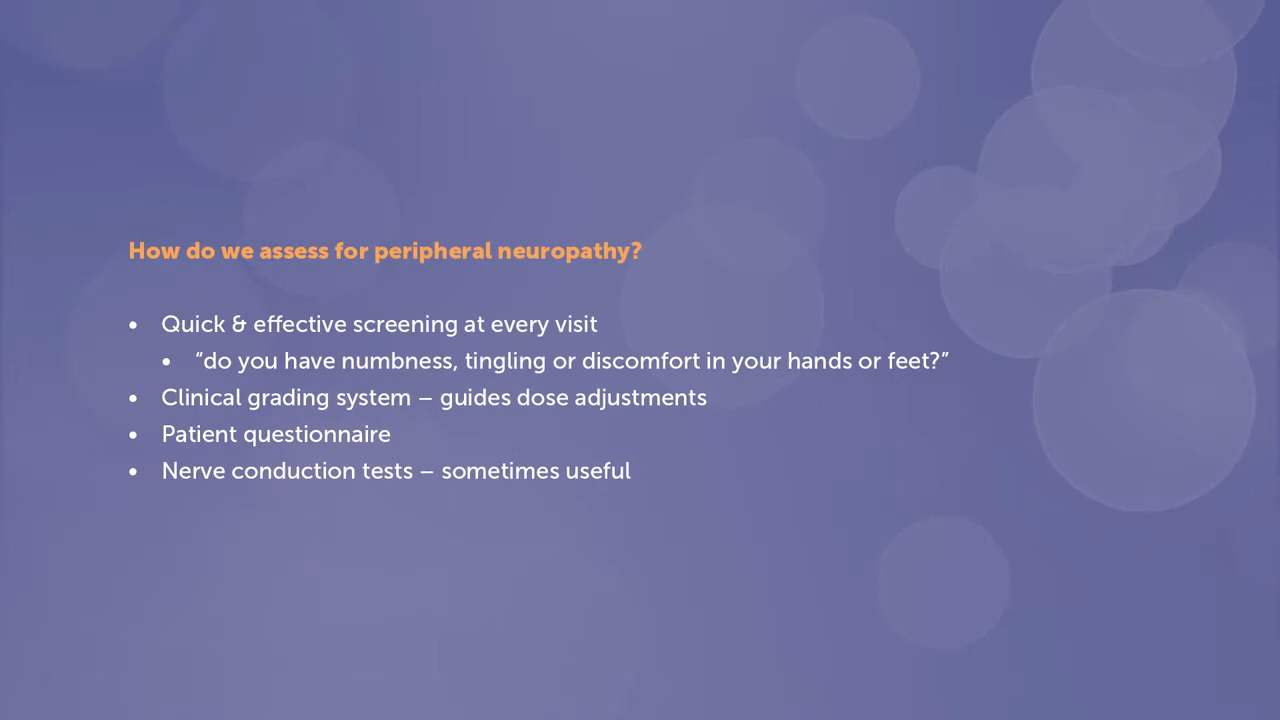 How do we assess for peripheral neuropathy?
• Quick & effective screening at every visit
• “do you have numbness, tingling or discomfort in your hands or feet?”
• Clinical grading system – guides dose adjustments
• Patient questionnaire
• Nerve conduction tests – sometimes useful